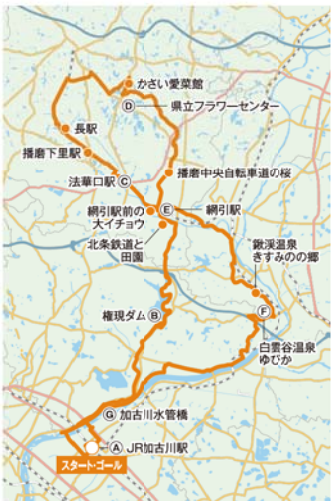 かさい愛菜館
D
県立フラワーセンター
長駅
播磨下里駅
播磨中央自転車道の桜
法華口駅
C
網引駅前の
大イチョウ
E
網引駅
北条鉄道と
田園
鍬渓温泉
きすみのの郷
権現ダム
B
F
白雲谷温泉
ゆぴか
G
加古川水管橋
A
JR加古川駅
スタート・ゴール